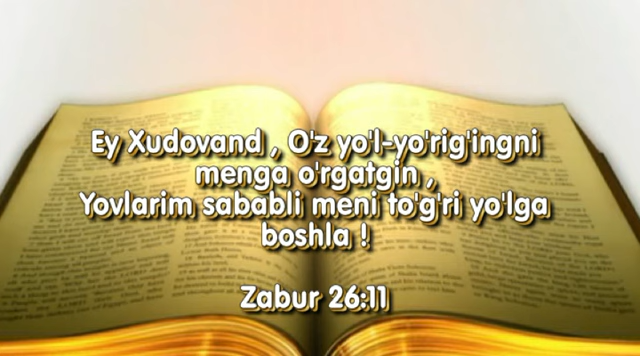 Ey Xudovand , O'z yo'l-yo'rig'ingni
menga o'rgatgin ,
Yovlarim sababli meni to'g'ri yo'lga
boshla !
Zabur 26:11